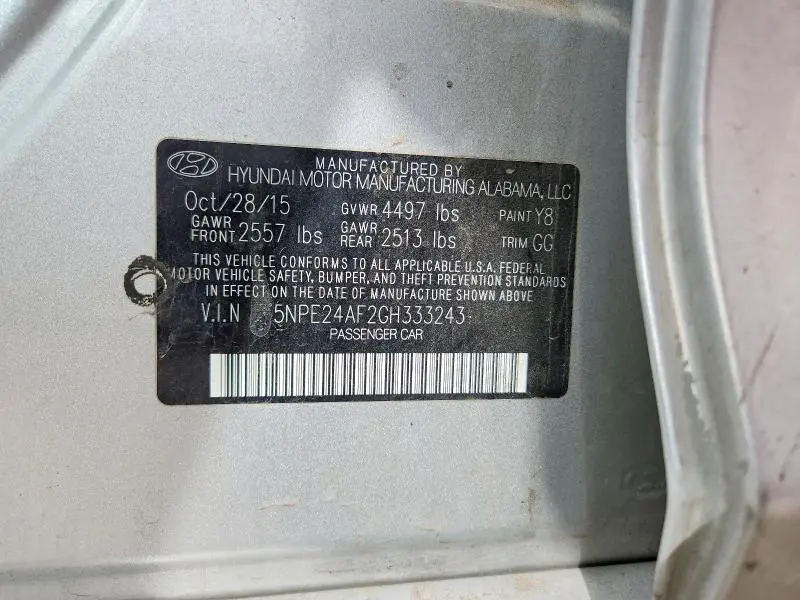 MANUFACTURED BY
HYUNDAI MOTOR MANUFACTURING ALABAMA, LLC
Oct/28/15 GVWR 4497 lbs PAINT Y8
GAWR FRONT 2557 lbs GAWR REAR 2513 lbs TRIM GG
THIS VEHICLE CONFORMS TO ALL APPLICABLE U.S.A. FEDERAL
MOTOR VEHICLE SAFETY, BUMPER, AND THEFT PREVENTION STANDARDS
IN EFFECT ON THE DATE OF MANUFACTURE SHOWN ABOVE.
V.I.N 5NPE24AF2GH333243
PASSENGER CAR